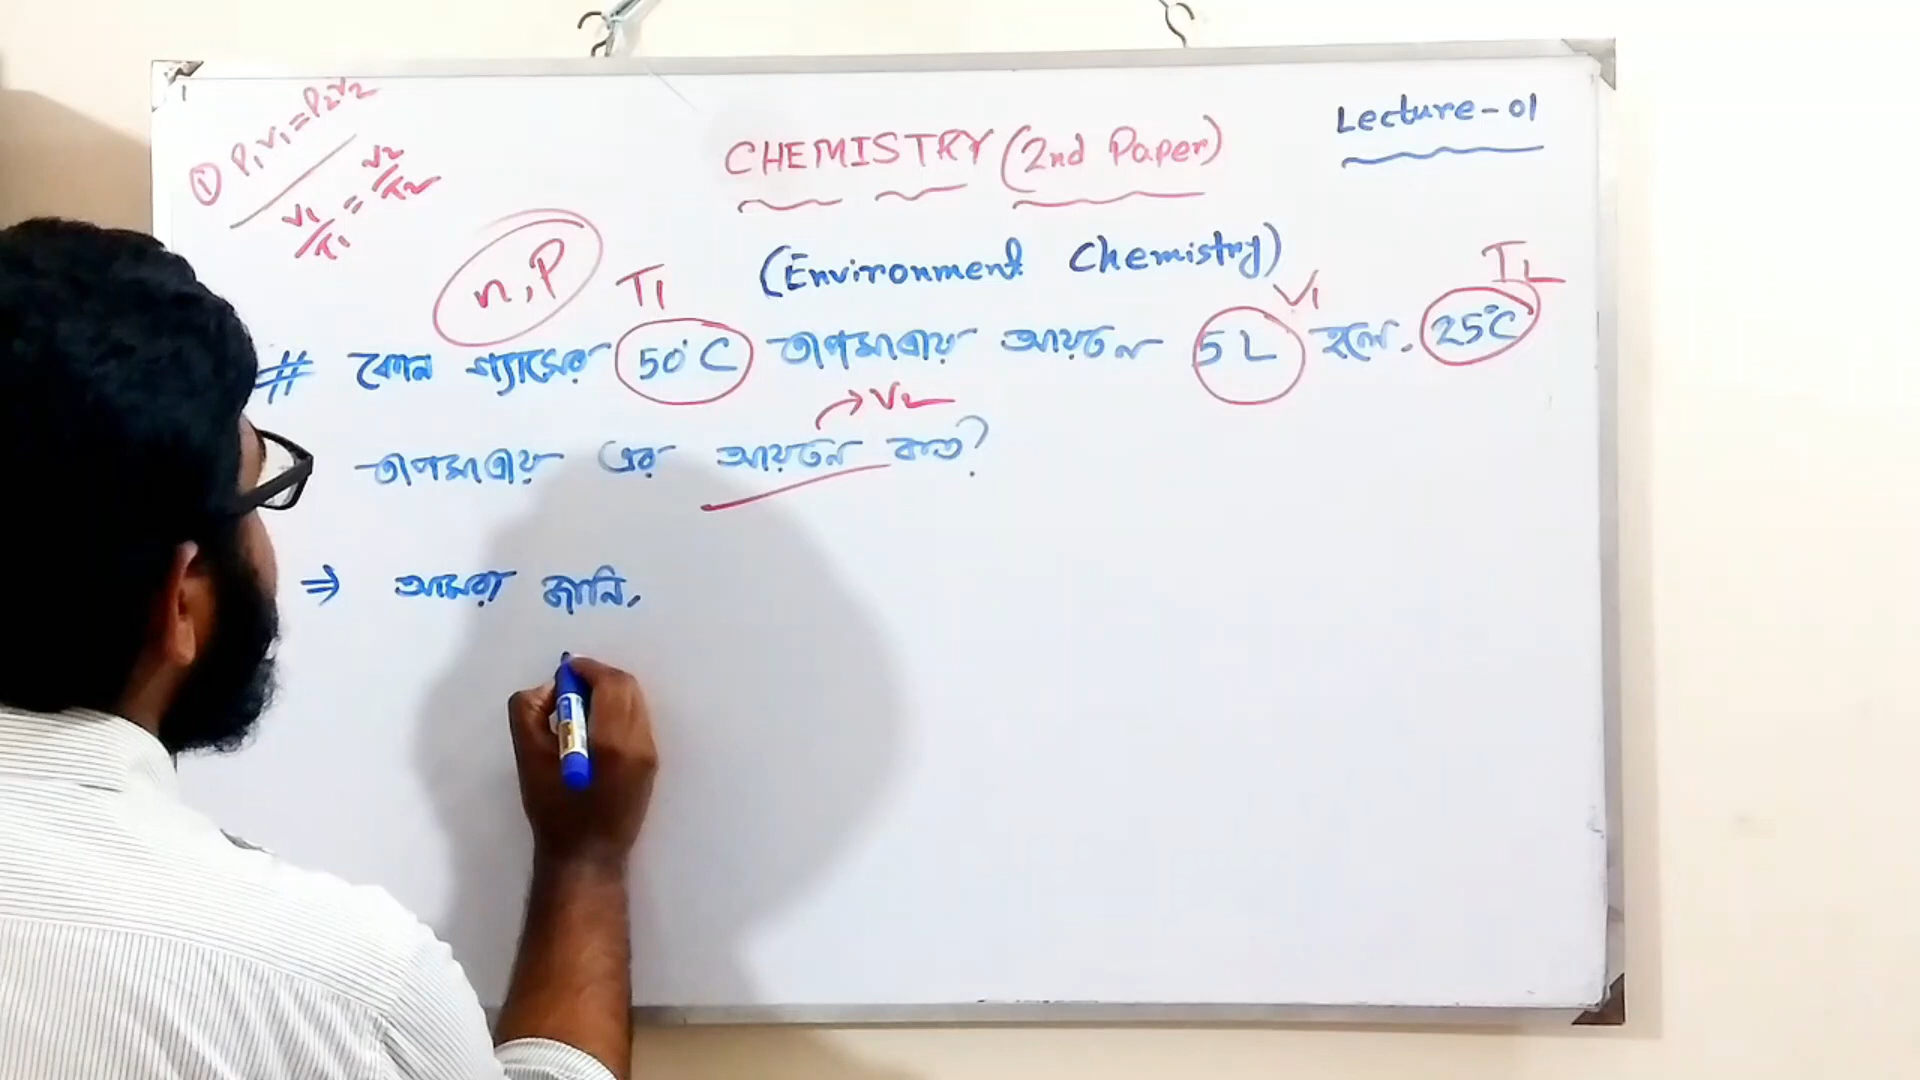 ① P₁V₁ = P₂V₂
V₁/T₁ = V₂/T₂
CHEMISTRY (2nd Paper)
Lecture-01
(Environment Chemistry)
n, P
T₁
V₁
T₂
# কোন গ্যাসের 50°C তাপমাত্রায় আয়তন 5L হলে, 25°C
→ V₂
তাপমাত্রায় এর আয়তন কত?
⇒ আমরা জানি,